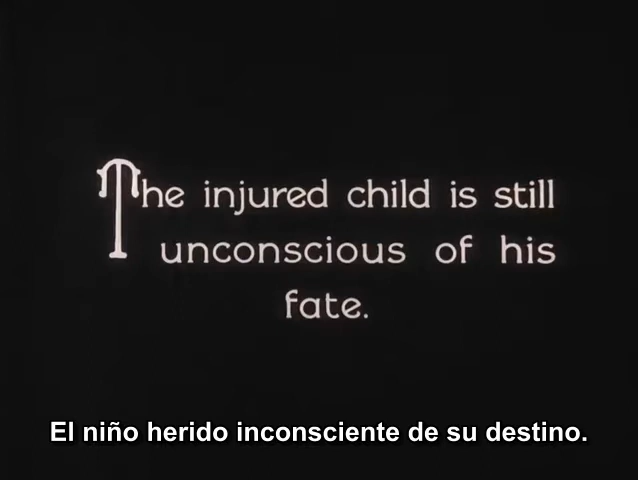 The injured child is still
unconscious of his
fate.
El niño herido inconsciente de su destino.